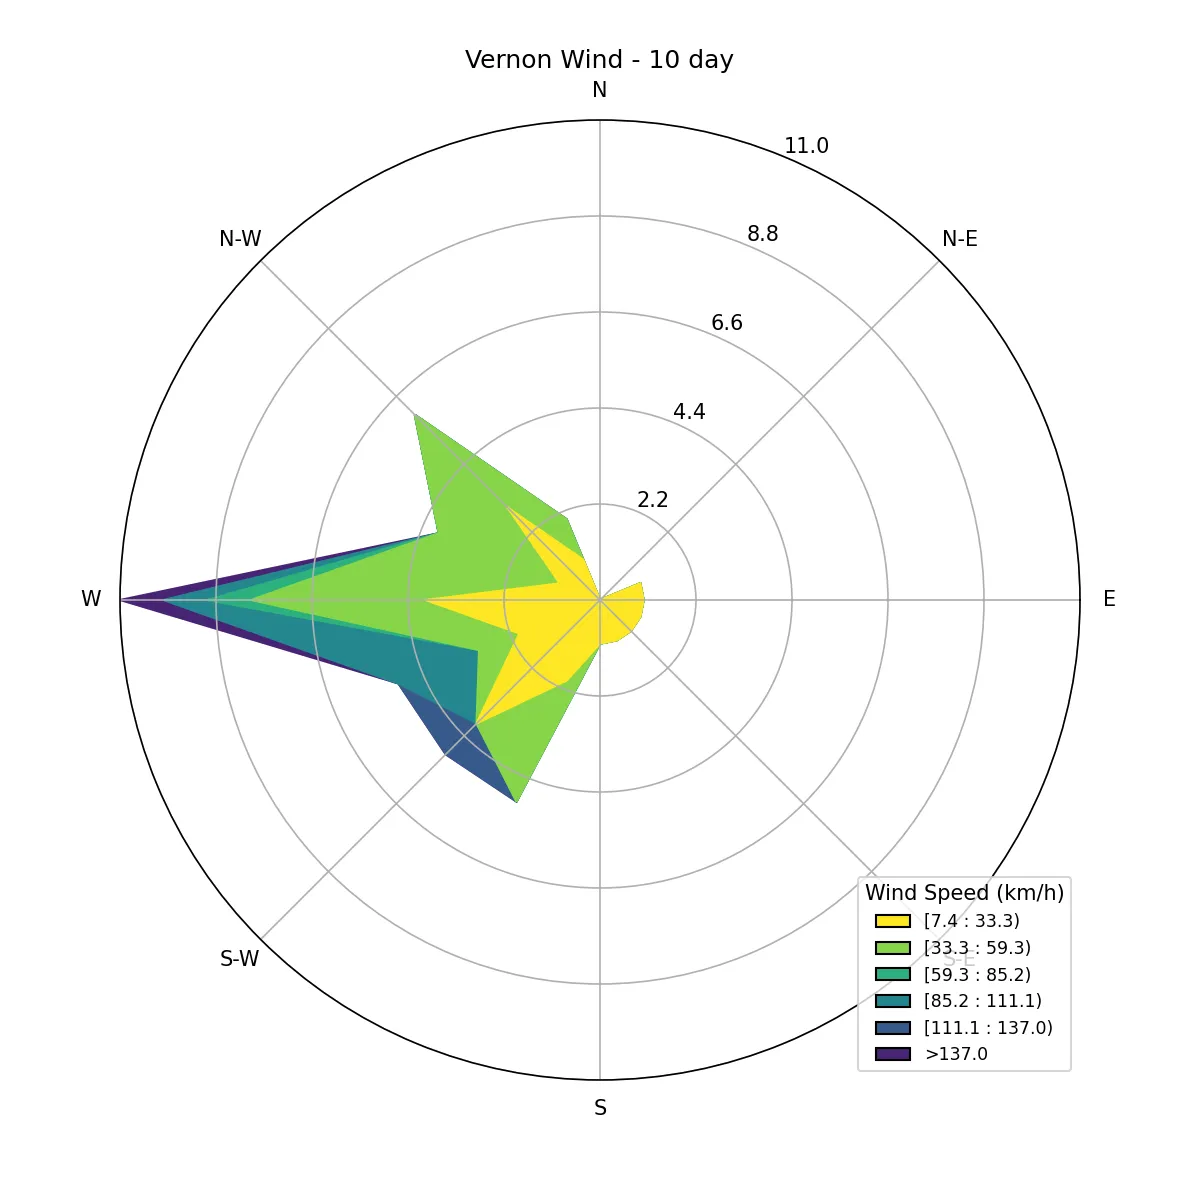 Vernon Wind - 10 day
N
11.0
8.8
N-W
N-E
6.6
4.4
2.2
W
E
Wind Speed (km/h)
[7.4 : 33.3)
[33.3 : 59.3)
S-W
S-E
[59.3 : 85.2)
[85.2 : 111.1)
[111.1 : 137.0)
>137.0
S